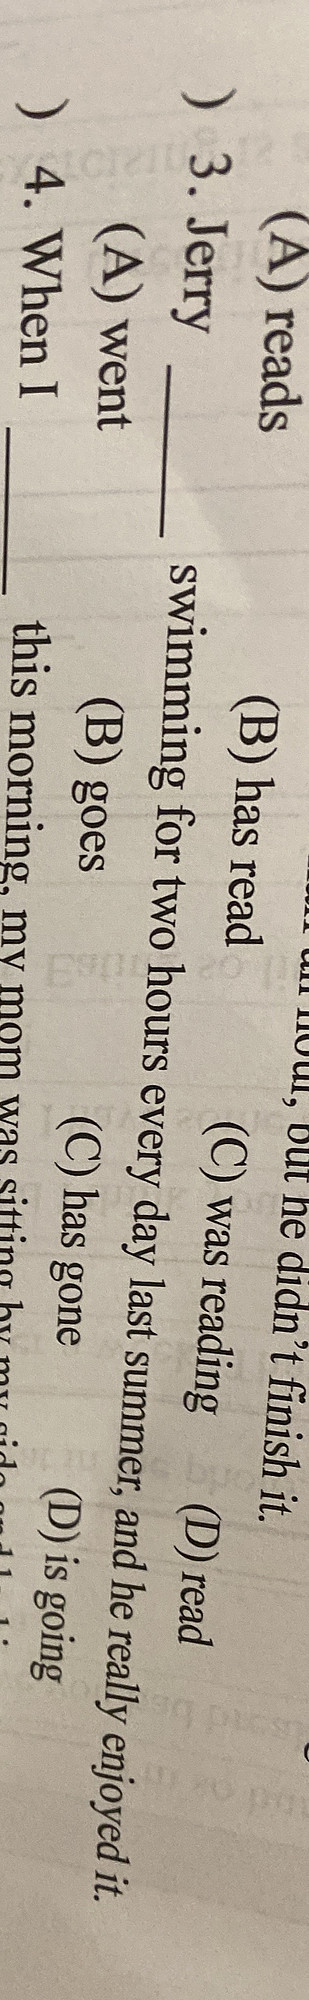 an hour, but he didn't finish it.
(A) reads (B) has read (C) was reading (D) read
) 3. Jerry ______ swimming for two hours every day last summer, and he really enjoyed it.
(A) went (B) goes (C) has gone (D) is going
) 4. When I ______ this morning, my mom was sitting by my side